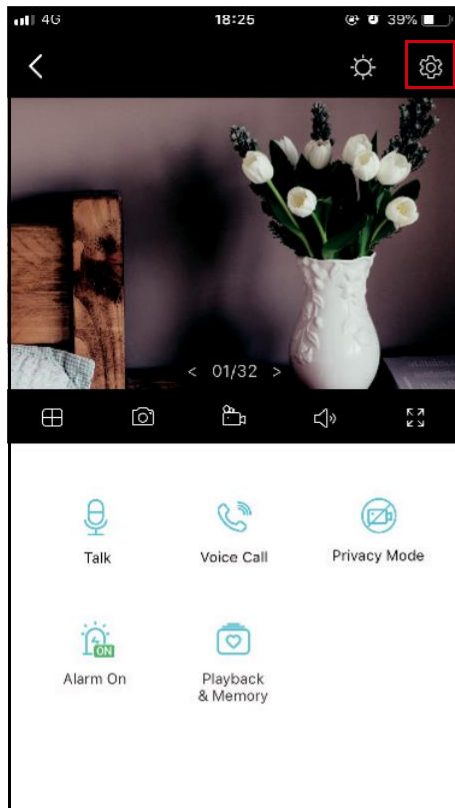 4G 18:25 39%
< 01/32 >
Talk Voice Call Privacy Mode
ON
Alarm On Playback
& Memory